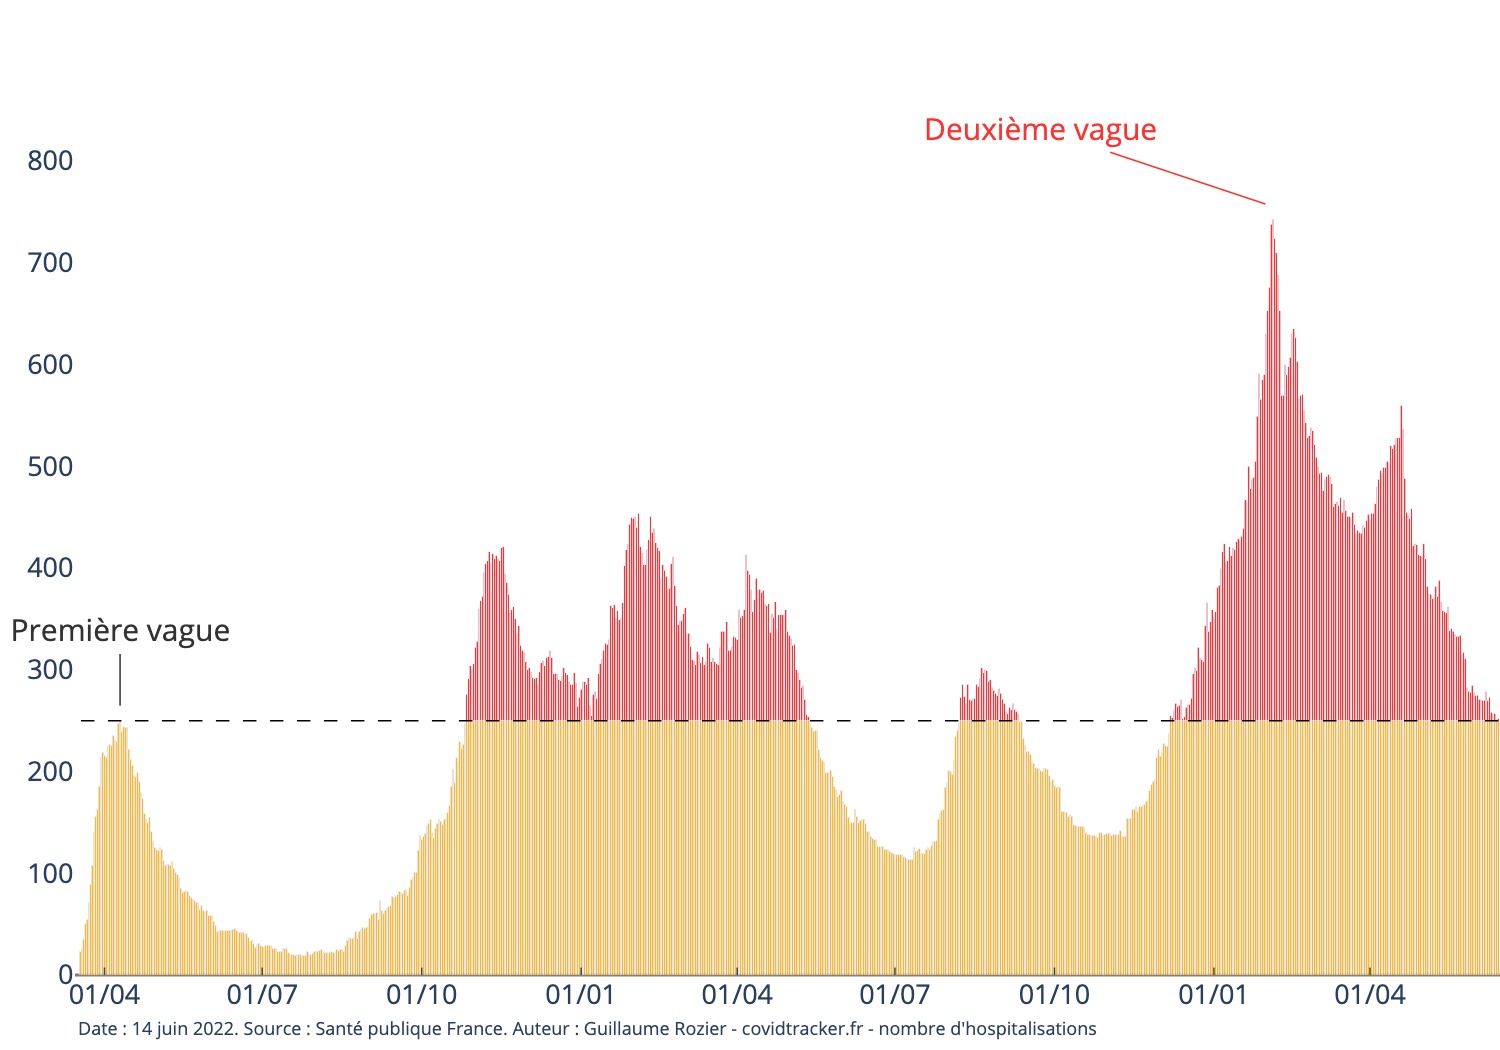 Deuxième vague
800
700
600
500
400
Première vague
300
200
100
0
01/04 01/07 01/10 01/01 01/04 01/07 01/10 01/01 01/04
Date : 14 juin 2022. Source : Santé publique France. Auteur : Guillaume Rozier - covidtracker.fr - nombre d'hospitalisations